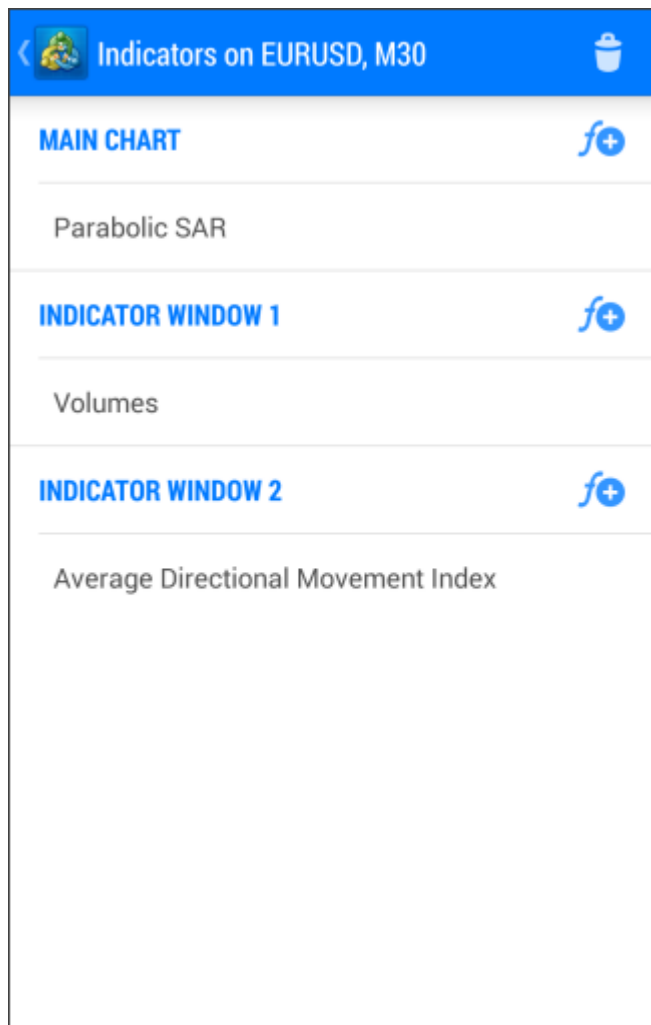 Indicators on EURUSD, M30
MAIN CHART
Parabolic SAR
INDICATOR WINDOW 1
Volumes
INDICATOR WINDOW 2
Average Directional Movement Index